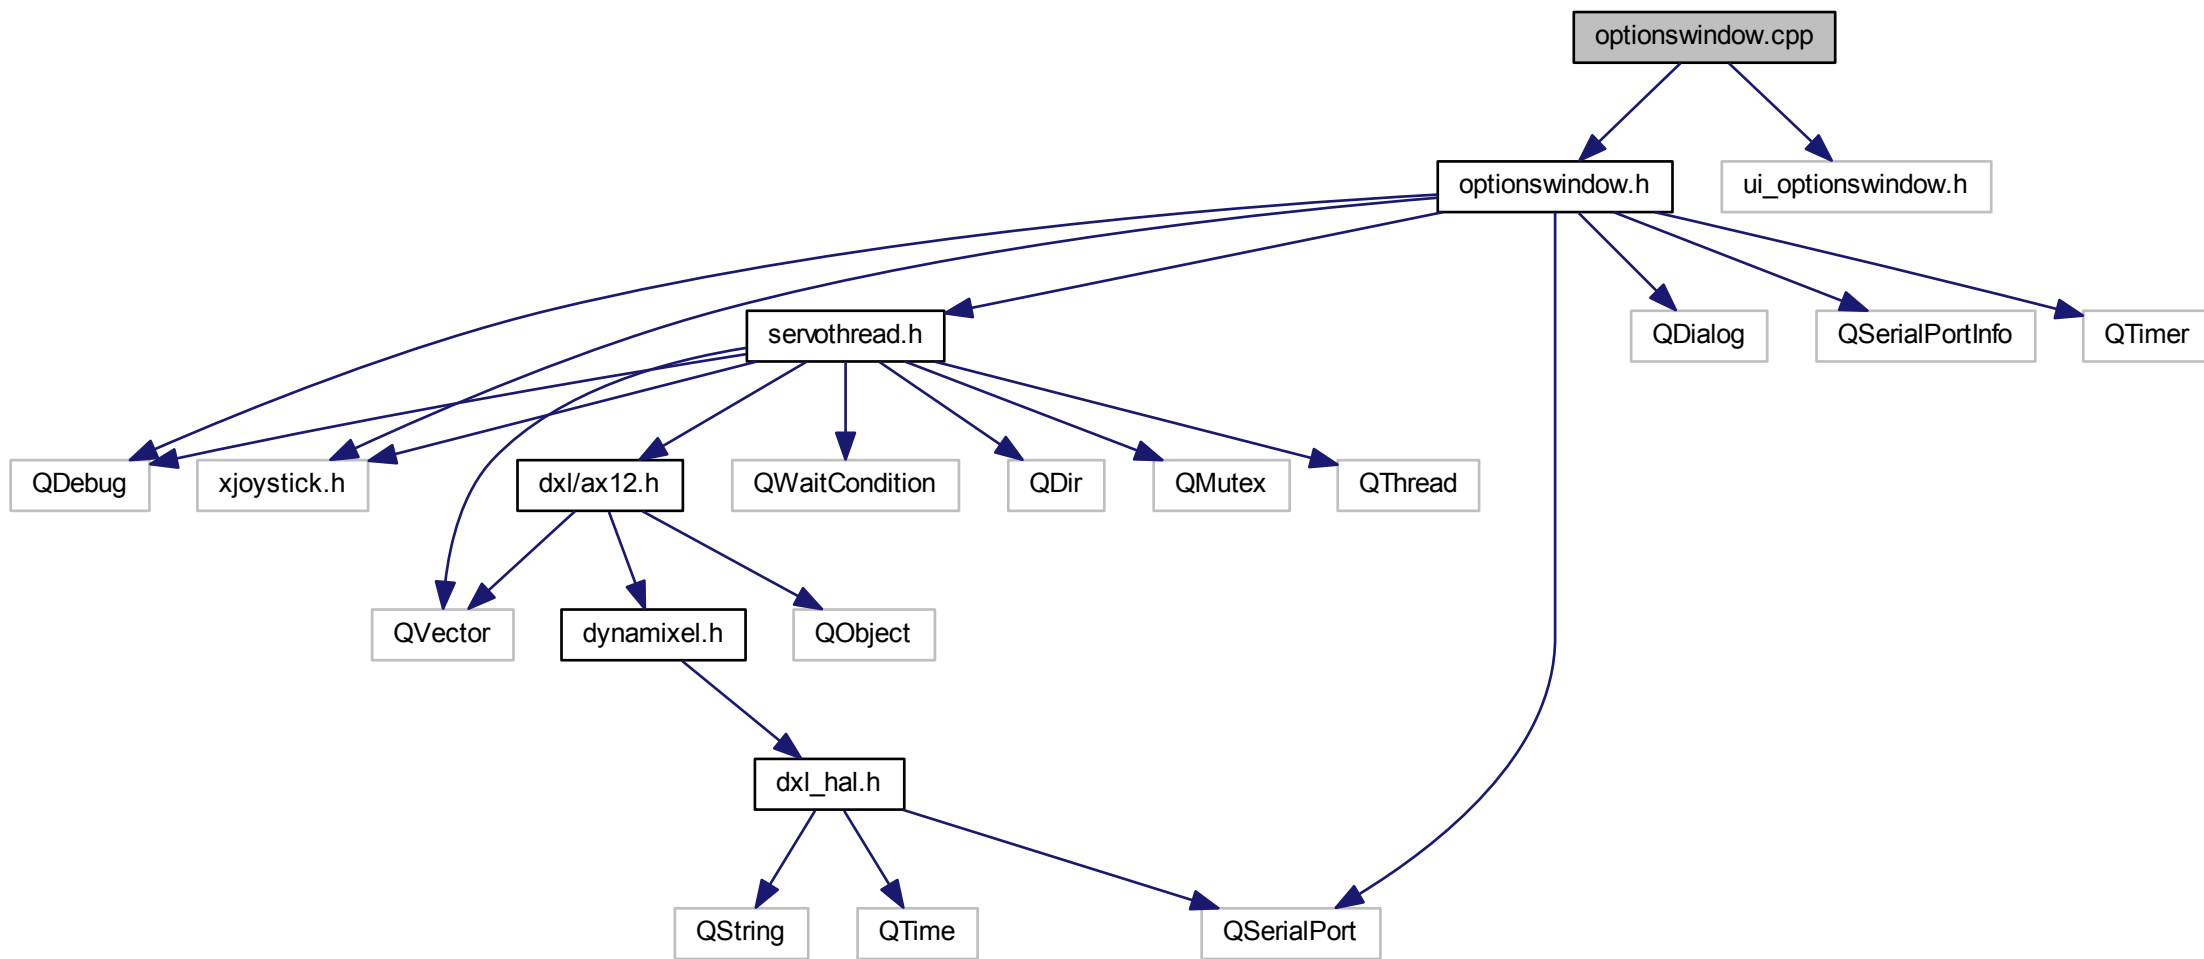 optionswindow.cpp
optionswindow.h
ui_optionswindow.h
servothread.h
QDialog
QSerialPortInfo
QTimer
QDebug
xjoystick.h
dxl/ax12.h
QWaitCondition
QDir
QMutex
QThread
QVector
dynamixel.h
QObject
dxl_hal.h
QString
QTime
QSerialPort